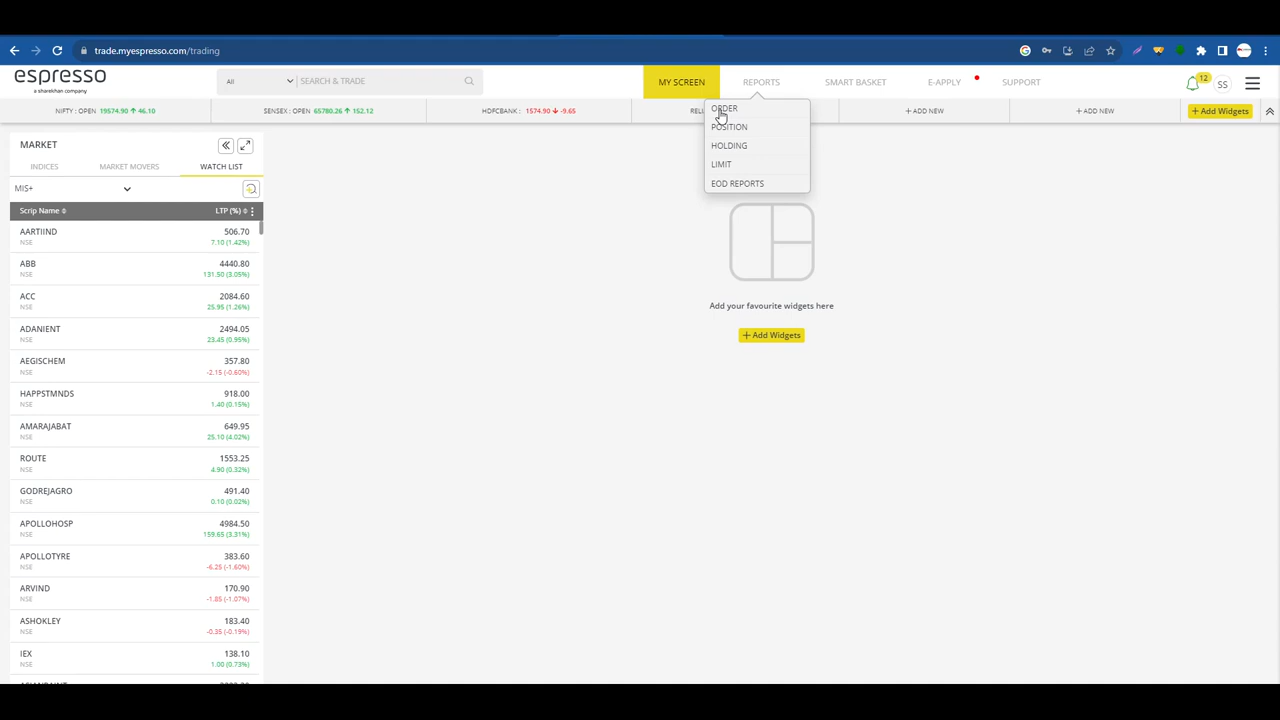 trade.myespresso.com/trading
espresso
a sharekhan company
All
SEARCH & TRADE
MY SCREEN
REPORTS
SMART BASKET
E-APPLY
SUPPORT
12
SS
NIFTY : OPEN 19574.90 ↑ 46.10
SENSEX : OPEN 65780.26 ↑ 152.12
HDFCBANK : 1574.90 ↓ -9.65
+ ADD NEW
+ ADD NEW
+ Add Widgets
ORDER
POSITION
HOLDING
LIMIT
EOD REPORTS
MARKET
INDICES
MARKET MOVERS
WATCH LIST
MIS+
Scrip Name
LTP (%)
AARTIIND 506.70
NSE 7.10 (1.42%)
ABB 4440.80
NSE 131.50 (3.05%)
ACC 2084.60
NSE 25.95 (1.26%)
ADANIENT 2494.05
NSE 23.45 (0.95%)
AEGISCHEM 357.80
NSE -2.15 (-0.60%)
HAPPSTMNDS 918.00
NSE 1.40 (0.15%)
AMARAJABAT 649.95
NSE 25.10 (4.02%)
ROUTE 1553.25
NSE 4.90 (0.32%)
GODREJAGRO 491.40
NSE 0.10 (0.02%)
APOLLOHOSP 4984.50
NSE 159.65 (3.31%)
APOLLOTYRE 383.60
NSE -6.25 (-1.60%)
ARVIND 170.90
NSE -1.85 (-1.07%)
ASHOKLEY 183.40
NSE -0.35 (-0.19%)
IEX 138.10
NSE 1.00 (0.73%)
Add your favourite widgets here
+ Add Widgets